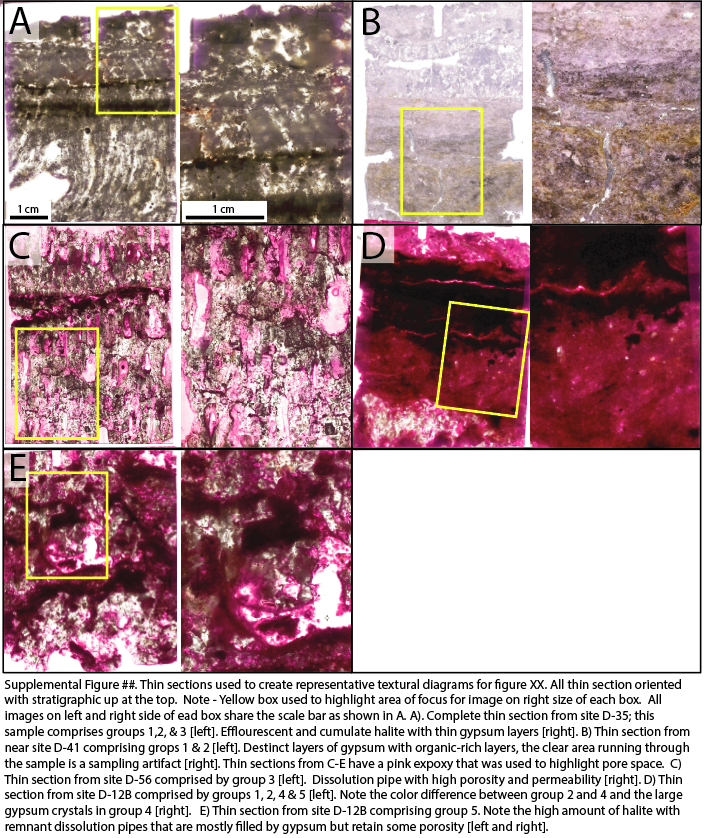 A
B
1 cm
1 cm
C
D
E
Supplemental Figure ##. Thin sections used to create representative textural diagrams for figure XX. All thin section oriented
with stratigraphic up at the top.  Note - Yellow box used to highlight area of focus for image on right size of each box.  All
images on left and right side of ead box share the scale bar as shown in A. A). Complete thin section from site D-35; this
sample comprises groups 1,2, & 3 [left]. Efflourescent and cumulate halite with thin gypsum layers [right]. B) Thin section from
near site D-41 comprising grops 1 & 2 [left]. Destinct layers of gypsum with organic-rich layers, the clear area running through
the sample is a sampling artifact [right]. Thin sections from C-E have a pink expoxy that was used to highlight pore space.  C)
Thin section from site D-56 comprised by group 3 [left].  Dissolution pipe with high porosity and permeability [right]. D) Thin
section from site D-12B comprised by groups 1, 2, 4 & 5 [left]. Note the color difference between group 2 and 4 and the large
gypsum crystals in group 4 [right].   E) Thin section from site D-12B comprising group 5. Note the high amount of halite with
remnant dissolution pipes that are mostly filled by gypsum but retain some porosity [left and right].